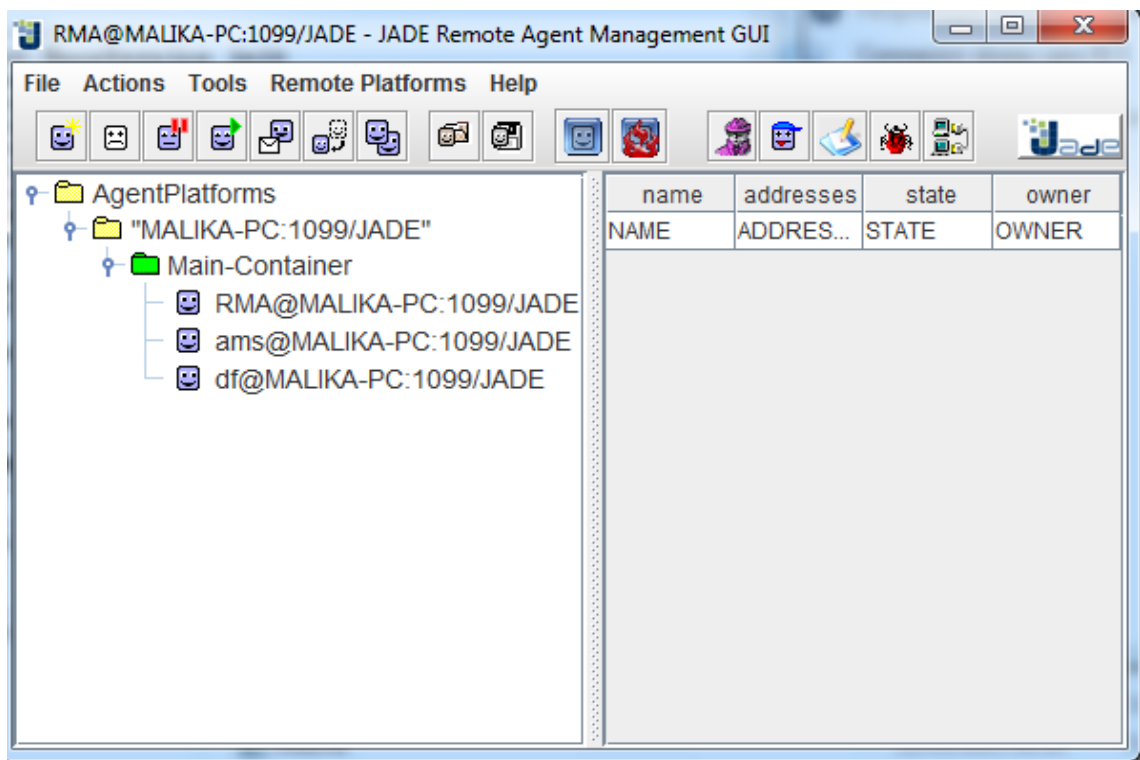 RMA@MALIKA-PC:1099/JADE - JADE Remote Agent Management GUI
File Actions Tools Remote Platforms Help
Jade
AgentPlatforms
"MALIKA-PC:1099/JADE"
Main-Container
RMA@MALIKA-PC:1099/JADE
ams@MALIKA-PC:1099/JADE
df@MALIKA-PC:1099/JADE
name addresses state owner
NAME ADDRES... STATE OWNER